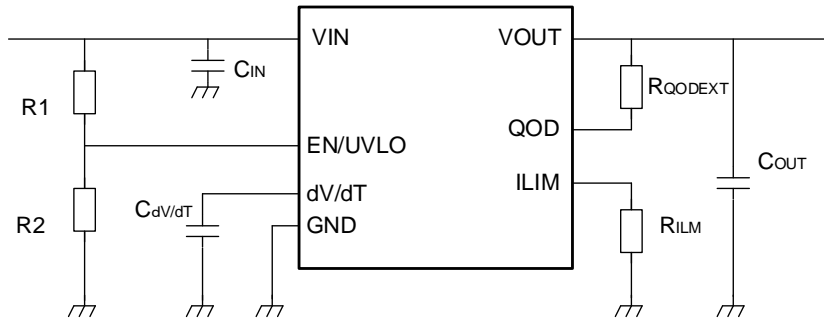 VIN
VOUT
CIN
R1
RQODEXT
QOD
EN/UVLO
COUT
ILIM
dV/dT
CdV/dT
R2
GND
RILM